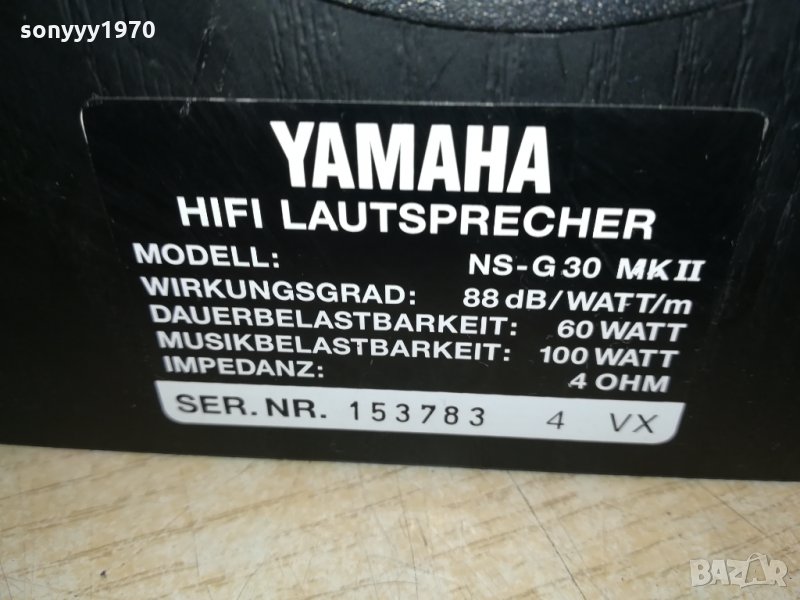 sonyyy1970
YAMAHA
HIFI LAUTSPRECHER
MODELL: NS-G30 MKII
WIRKUNGSGRAD: 88 dB/WATT/m
DAUERBELASTBARKEIT: 60 WATT
MUSIKBELASTBARKEIT: 100 WATT
IMPEDANZ: 4 OHM
SER. NR. 153783 4 VX
BAZAR